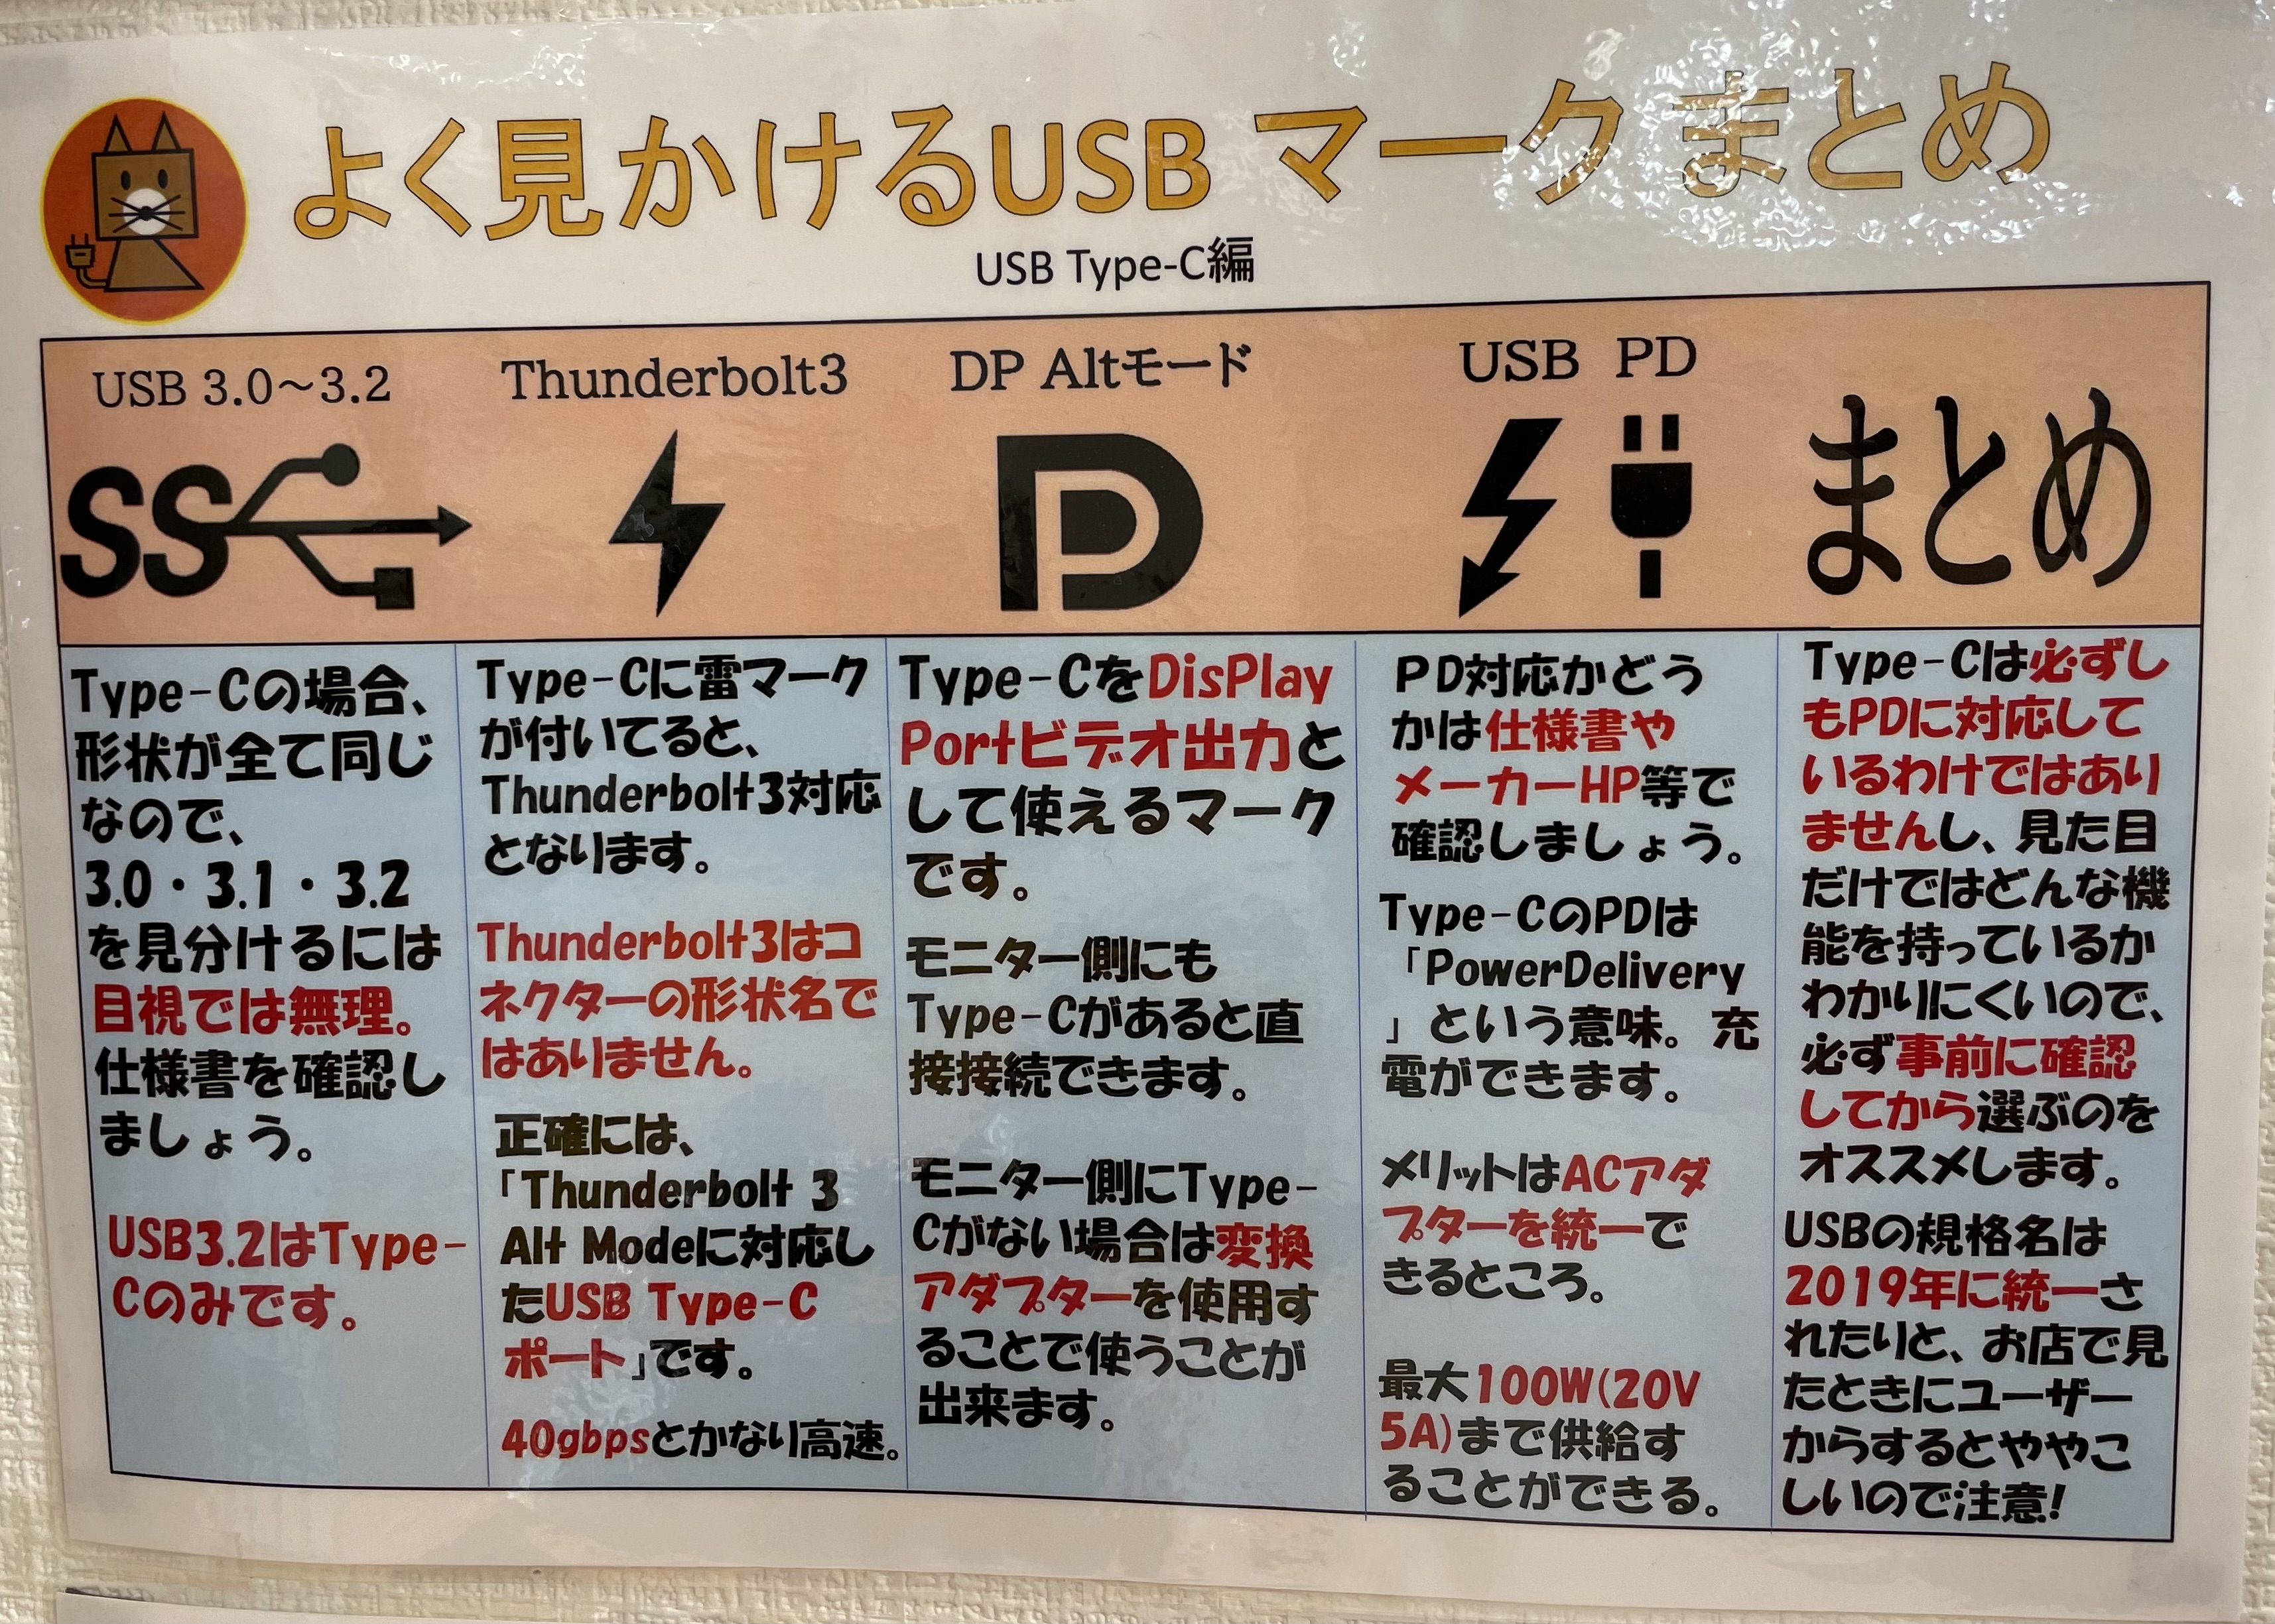 よく見かけるUSB マーク まとめ
USB Type-C編
USB 3.0～3.2
SS
Type-Cの場合、
形状が全て同じ
なので、
3.0・3.1・3.2
を見分けるには
目視では無理。
仕様書を確認し
ましょう。
USB3.2はType-
Cのみです。
Thunderbolt3
Type-Cに雷マーク
が付いてると、
Thunderbolt3対応
となります。
Thunderbolt3はコ
ネクターの形状名で
はありません。
正確には、
「Thunderbolt 3
Alt Modeに対応し
たUSB Type-C
ポート」です。
40gbpsとかなり高速。
DP Altモード
Type-CをDisPlay
Portビデオ出力と
して使えるマーク
です。
モニター側にも
Type-Cがあると直
接接続できます。
モニター側にType-
Cがない場合は変換
アダプターを使用す
ることで使うことが
出来ます。
USB PD
PD対応かどう
かは仕様書や
メーカーHP等で
確認しましょう。
Type-CのPDは
「PowerDelivery
」という意味。充
電ができます。
メリットはACアダ
プターを統一で
きるところ。
最大100W(20V
5A)まで供給す
ることができる。
まとめ
Type-Cは必ずし
もPDに対応して
いるわけではあり
ませんし、見た目
だけではどんな機
能を持っているか
わかりにくいので、
必ず事前に確認
してから選ぶのを
オススメします。
USBの規格名は
2019年に統一さ
れたりと、お店で見
たときにユーザー
からするとややこ
しいので注意!